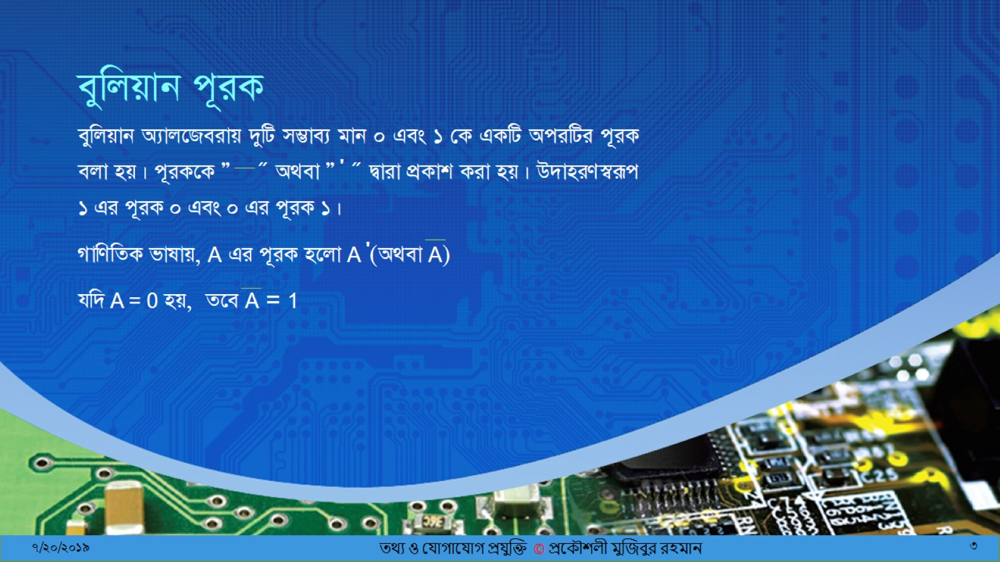 বুলিয়ান পূরক
বুলিয়ান অ্যালজেবরায় দুটি সম্ভাব্য মান ০ এবং ১ কে একটি অপরটির পূরক
বলা হয়। পূরককে ” — ˝ অথবা ” ' ˝ দ্বারা প্রকাশ করা হয়। উদাহরণস্বরূপ
১ এর পূরক ০ এবং ০ এর পূরক ১।
গাণিতিক ভাষায়, A এর পূরক হলো A '(অথবা A̅)
যদি A = 0 হয়, তবে A̅ = 1
C25
৭/২০/২০১৯ তথ্য ও যোগাযোগ প্রযুক্তি © প্রকৌশলী মুজিবুর রহমান ৩